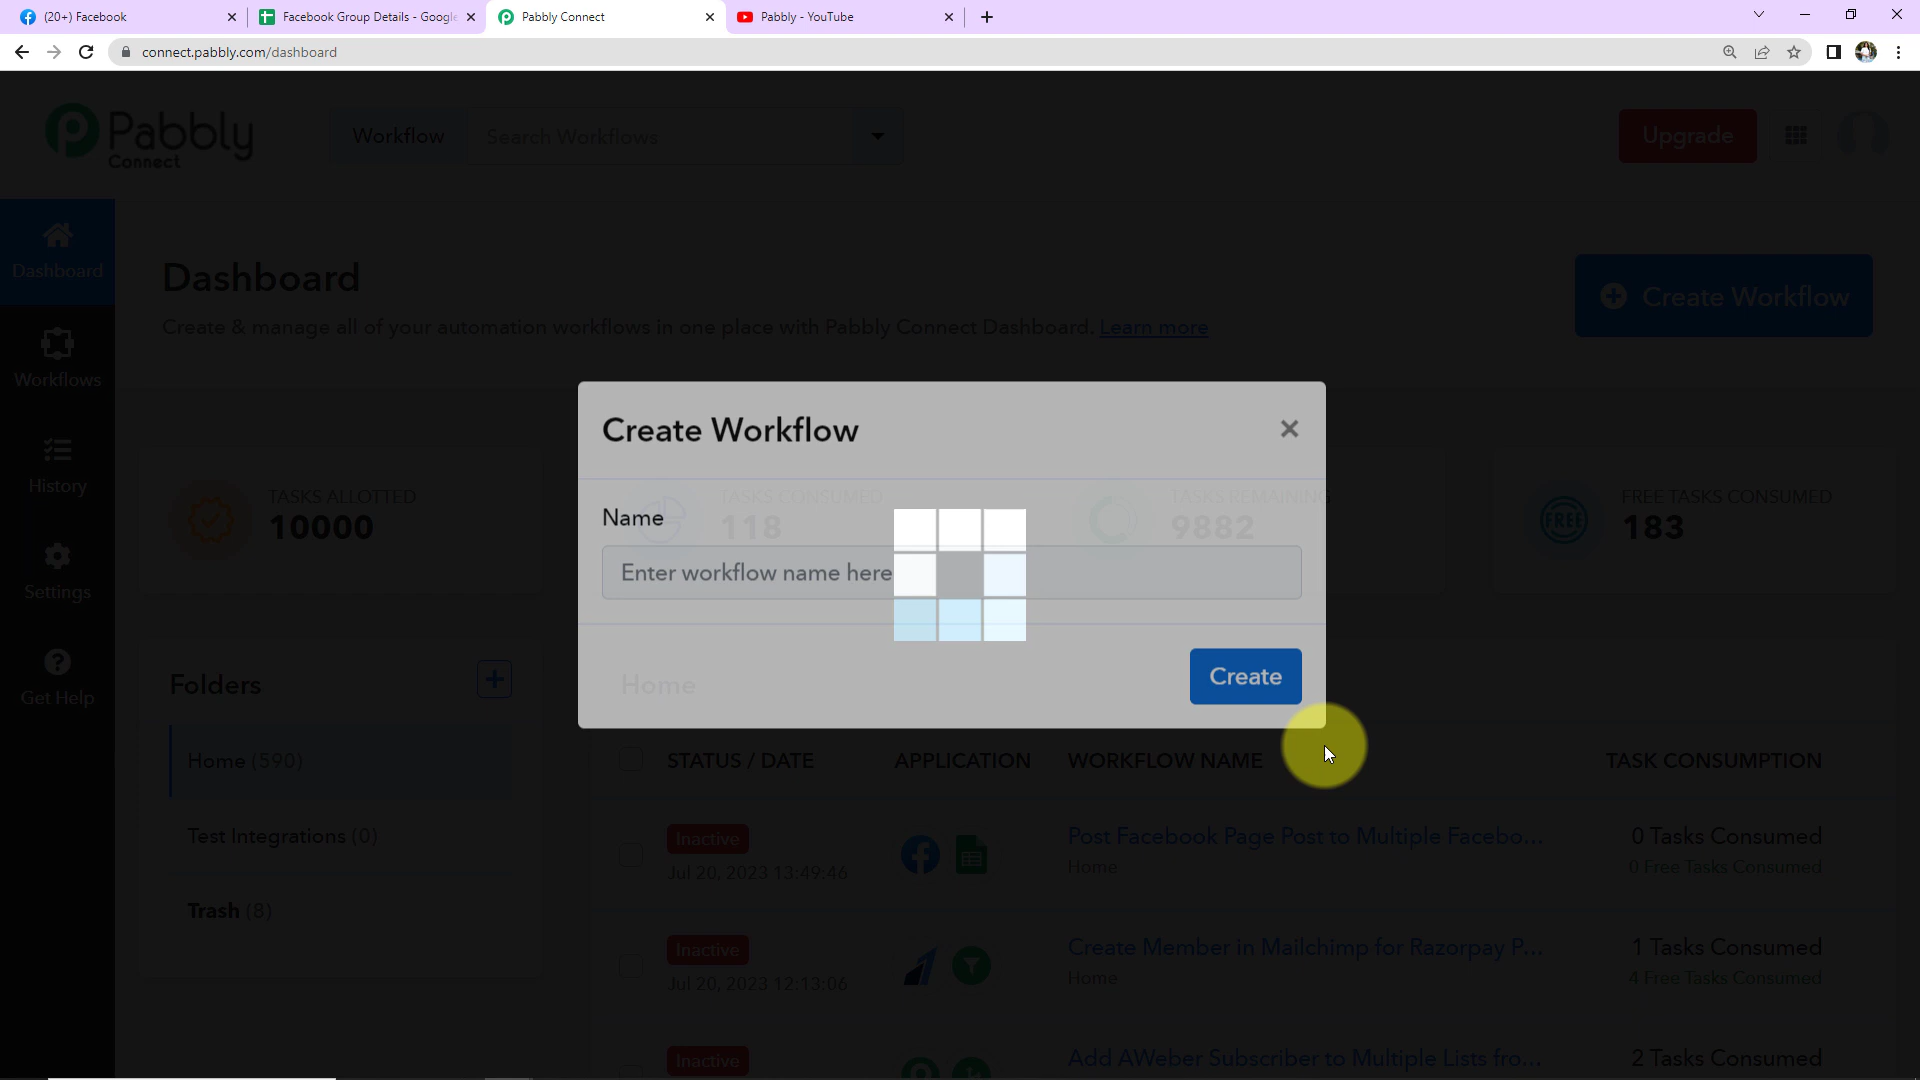 (20+) Facebook
Facebook Group Details - Google
Pabbly Connect
Pabbly - YouTube
connect.pabbly.com/dashboard
Pabbly
Connect
Workflow
Search Workflows
Upgrade
Dashboard
Workflows
History
Settings
Get Help
Dashboard
Create & manage all of your automation workflows in one place with Pabbly Connect Dashboard. Learn more
Create Workflow
TASKS ALLOTTED
10000
TASKS CONSUMED
118
TASKS REMAINING
9882
FREE
FREE TASKS CONSUMED
183
Create Workflow
Name
Enter workflow name here
Create
Folders
Home (590)
Test Integrations (0)
Trash (8)
Home
STATUS / DATE
APPLICATION
WORKFLOW NAME
TASK CONSUMPTION
Inactive
Jul 20, 2023 13:49:46
Post Facebook Page Post to Multiple Facebo...
Home
0 Tasks Consumed
0 Free Tasks Consumed
Inactive
Jul 20, 2023 12:13:06
Create Member in Mailchimp for Razorpay P...
Home
1 Tasks Consumed
4 Free Tasks Consumed
Inactive
Add AWeber Subscriber to Multiple Lists fro...
2 Tasks Consumed